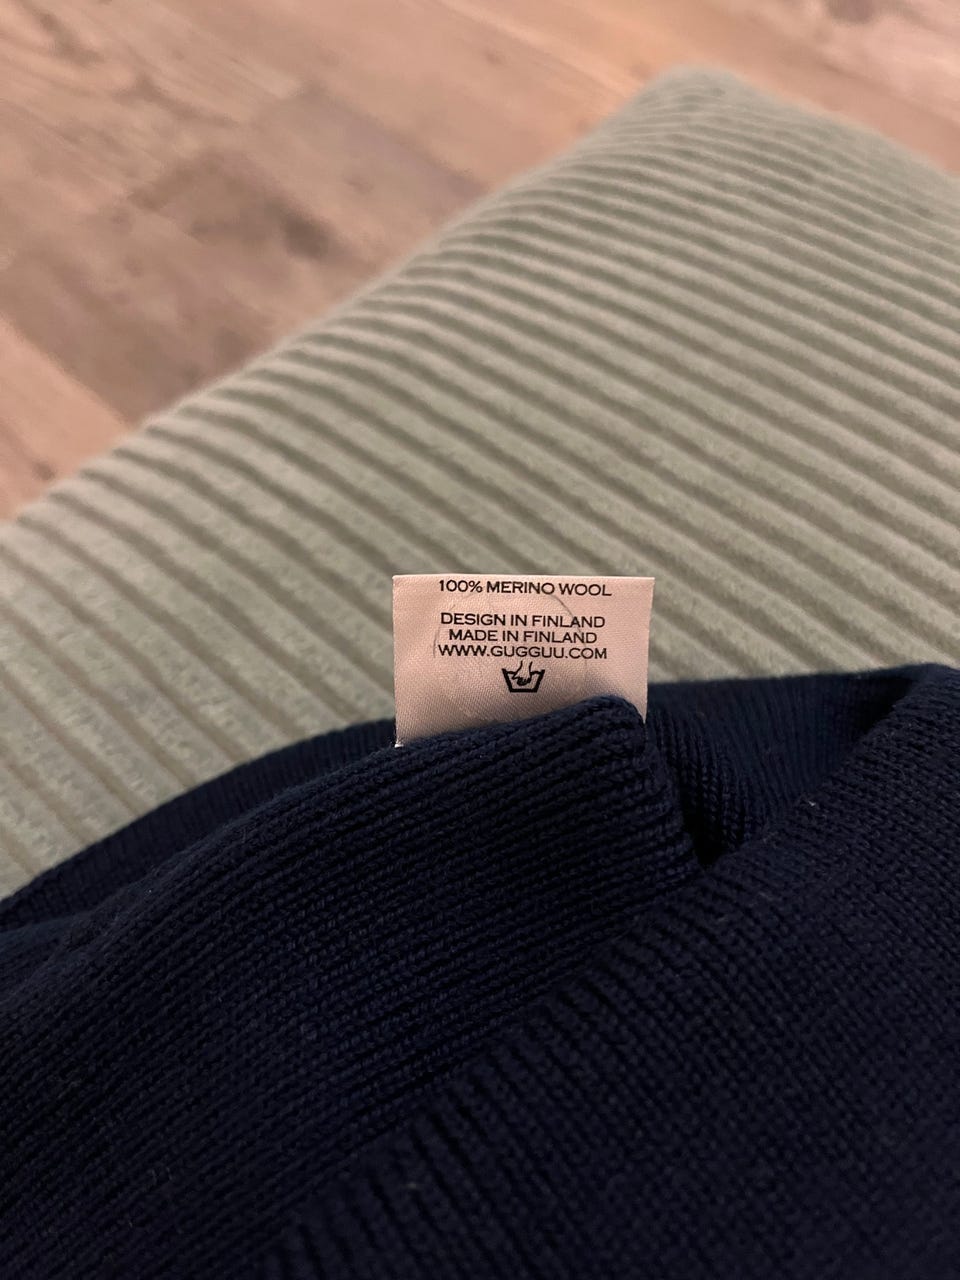 100% MERINO WOOL
DESIGN IN FINLAND
MADE IN FINLAND
WWW.GUGGUU.COM